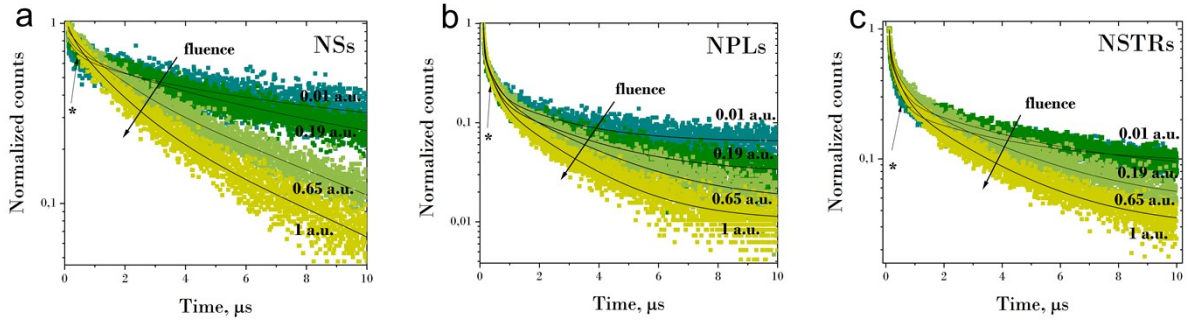 a
NSs
fluence
0.01 a.u.
0.19 a.u.
0.65 a.u.
1 a.u.
*
1
0.1
Normalized counts
0 2 4 6 8 10
Time, µs
b
NPLs
fluence
0.01 a.u.
0.19 a.u.
0.65 a.u.
1 a.u.
*
1
0.1
0.01
Normalized counts
0 2 4 6 8 10
Time, µs
c
NSTRs
fluence
0.01 a.u.
0.19 a.u.
0.65 a.u.
1 a.u.
*
1
0.1
Normalized counts
0 2 4 6 8 10
Time, µs